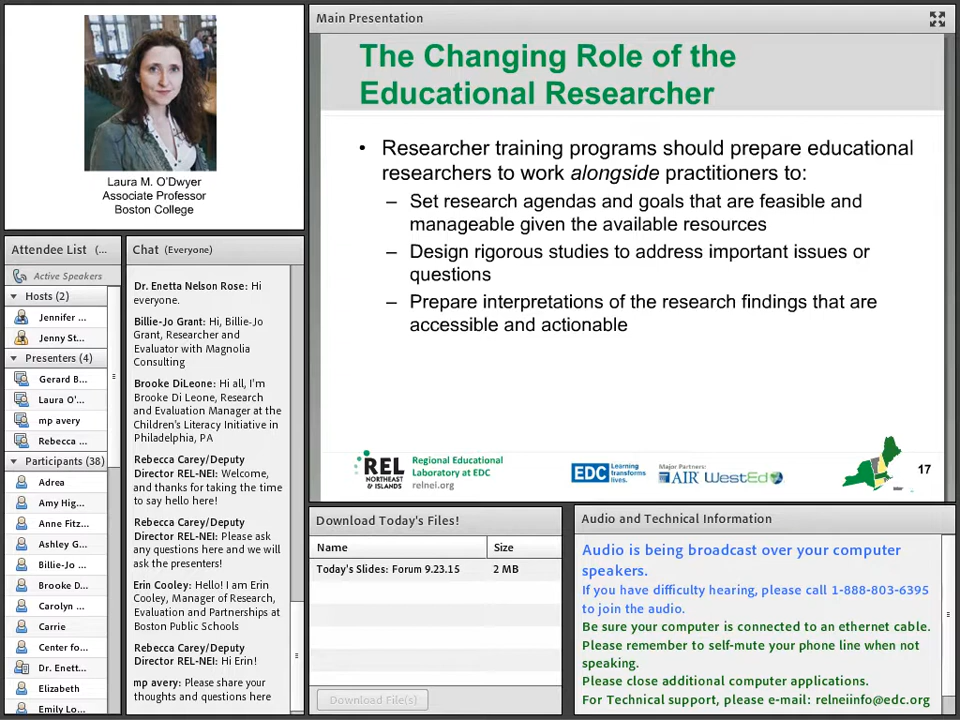 Laura M. O'Dwyer
Associate Professor
Boston College
Attendee List (...
Active Speakers
Hosts (2)
Jennifer ...
Jenny St...
Presenters (4)
Gerard B...
Laura O'...
mp avery
Rebecca ...
Participants (38)
Adrea
Amy Hig...
Anne Fitz...
Ashley G...
Billie-Jo ...
Brooke D...
Carolyn ...
Carrie
Center fo...
Dr. Enett...
Elizabeth
Emily Lo...
Chat (Everyone)
Dr. Enetta Nelson Rose: Hi
everyone.
Billie-Jo Grant: Hi, Billie-Jo
Grant, Researcher and
Evaluator with Magnolia
Consulting
Brooke DiLeone: Hi all, I'm
Brooke Di Leone, Research
and Evaluation Manager at the
Children's Literacy Initiative in
Philadelphia, PA
Rebecca Carey/Deputy
Director REL-NEI: Welcome,
and thanks for taking the time
to say hello here!
Rebecca Carey/Deputy
Director REL-NEI: Please ask
any questions here and we will
ask the presenters!
Erin Cooley: Hello! I am Erin
Cooley, Manager of Research,
Evaluation and Partnerships at
Boston Public Schools
Rebecca Carey/Deputy
Director REL-NEI: Hi Erin!
mp avery: Please share your
thoughts and questions here
Main Presentation
The Changing Role of the
Educational Researcher
• Researcher training programs should prepare educational
researchers to work alongside practitioners to:
– Set research agendas and goals that are feasible and
manageable given the available resources
– Design rigorous studies to address important issues or
questions
– Prepare interpretations of the research findings that are
accessible and actionable
REL
NORTHEAST
& ISLANDS
Regional Educational
Laboratory at EDC
relnei.org
EDC Learning
transforms
lives.
Major Partners:
AIR WestEd
17
Download Today's Files!
Name Size
Today's Slides: Forum 9.23.15 2 MB
Download File(s)
Audio and Technical Information
Audio is being broadcast over your computer
speakers.
If you have difficulty hearing, please call 1-888-803-6395
to join the audio.
Be sure your computer is connected to an ethernet cable.
Please remember to self-mute your phone line when not
speaking.
Please close additional computer applications.
For Technical support, please e-mail: relneiinfo@edc.org